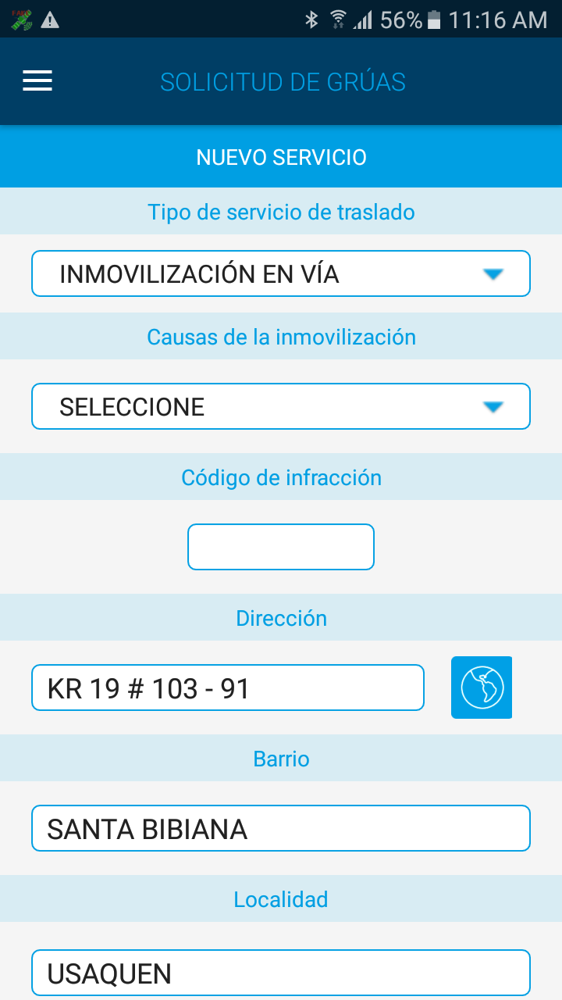 FAKE
56% 11:16 AM
SOLICITUD DE GRÚAS
NUEVO SERVICIO
Tipo de servicio de traslado
INMOVILIZACIÓN EN VÍA
Causas de la inmovilización
SELECCIONE
Código de infracción
Dirección
KR 19 # 103 - 91
Barrio
SANTA BIBIANA
Localidad
USAQUEN